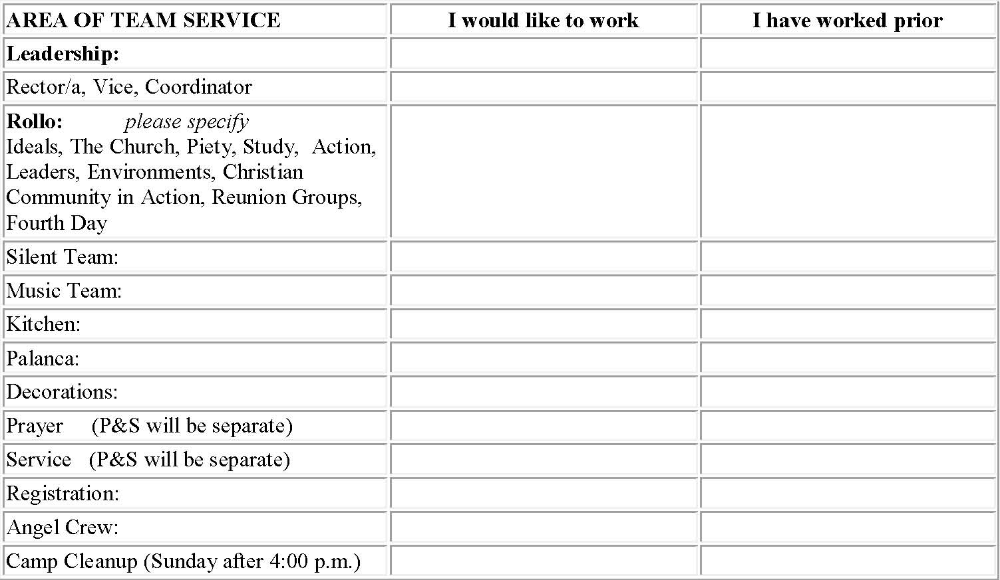 AREA OF TEAM SERVICE I would like to work I have worked prior
Leadership:
Rector/a, Vice, Coordinator
Rollo: please specify
Ideals, The Church, Piety, Study, Action,
Leaders, Environments, Christian
Community in Action, Reunion Groups,
Fourth Day
Silent Team:
Music Team:
Kitchen:
Palanca:
Decorations:
Prayer (P&S will be separate)
Service (P&S will be separate)
Registration:
Angel Crew:
Camp Cleanup (Sunday after 4:00 p.m.)